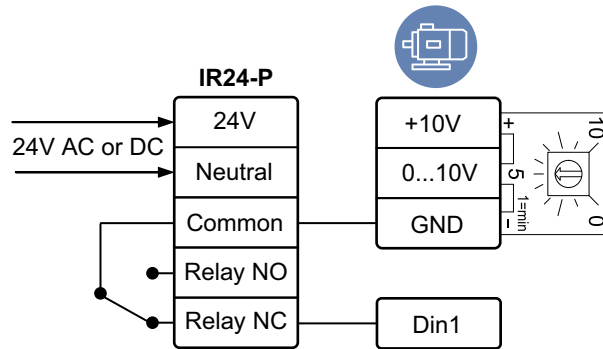 IR24-P
24V AC or DC
24V
Neutral
Common
Relay NO
Relay NC
+10V
0...10V
GND
Din1
+
-
10
5
1=min
0